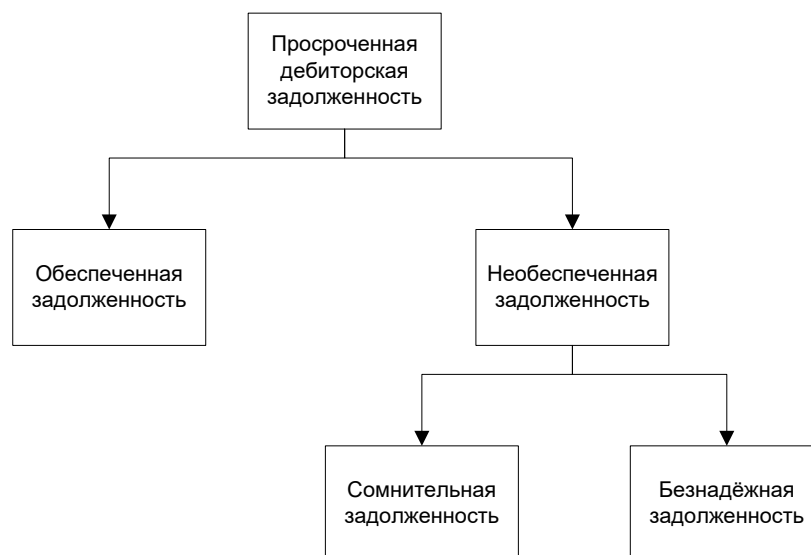 Просроченная
дебиторская
задолженность
Обеспеченная
задолженность
Необеспеченная
задолженность
Сомнительная
задолженность
Безнадёжная
задолженность